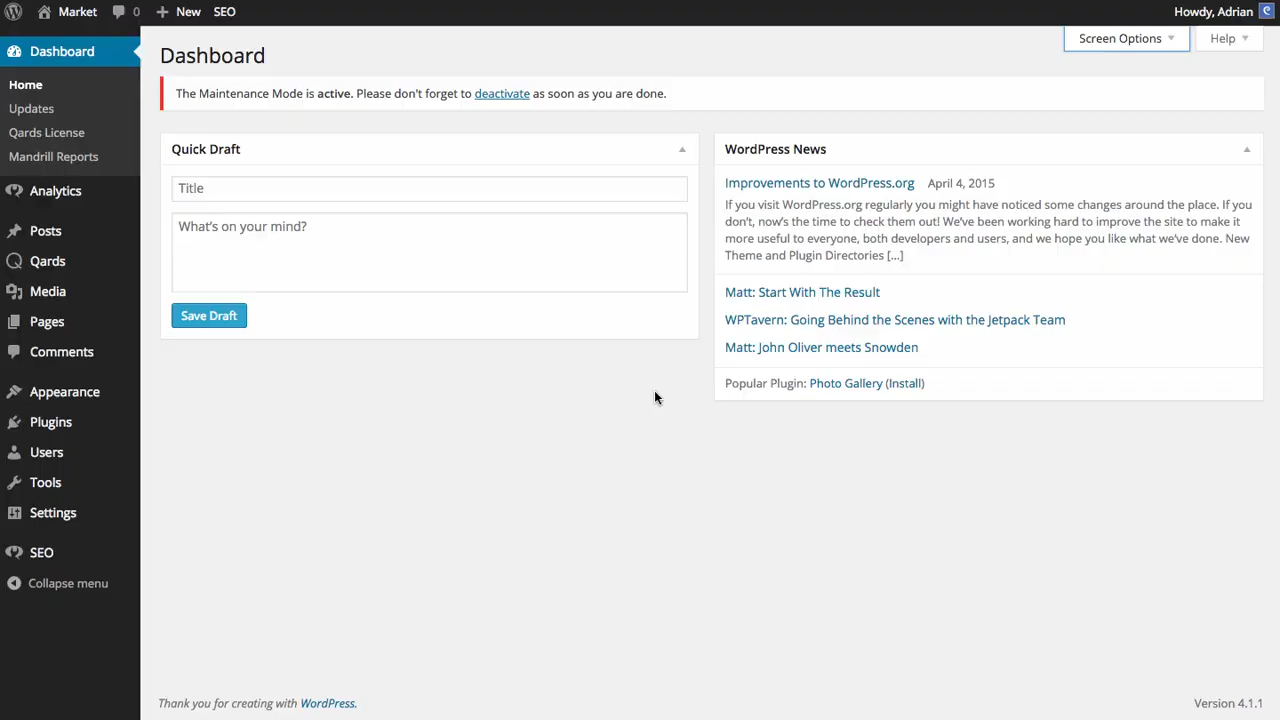 Market 0 New SEO Howdy, Adrian
Dashboard
Home
Updates
Qards License
Mandrill Reports
Analytics
Posts
Qards
Media
Pages
Comments
Appearance
Plugins
Users
Tools
Settings
SEO
Collapse menu
Screen Options Help
Dashboard
The Maintenance Mode is active. Please don't forget to deactivate as soon as you are done.
Quick Draft
Title
What's on your mind?
Save Draft
WordPress News
Improvements to WordPress.org April 4, 2015
If you visit WordPress.org regularly you might have noticed some changes around the place. If you
don't, now's the time to check them out! We've been working hard to improve the site to make it
more useful to everyone, both developers and users, and we hope you like what we've done. New
Theme and Plugin Directories [...]
Matt: Start With The Result
WPTavern: Going Behind the Scenes with the Jetpack Team
Matt: John Oliver meets Snowden
Popular Plugin: Photo Gallery (Install)
Thank you for creating with WordPress.
Version 4.1.1